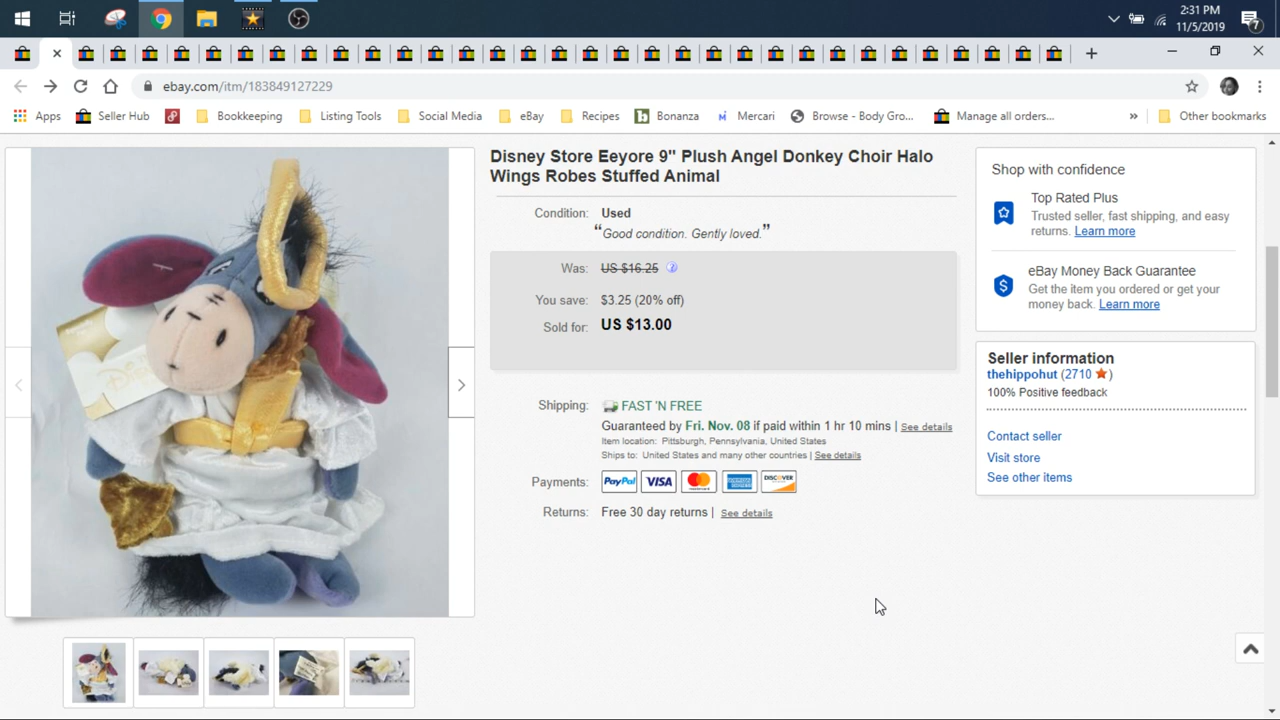 2:31 PM
11/5/2019
7
ebay.com/itm/183849127229
Apps
Seller Hub
Bookkeeping
Listing Tools
Social Media
eBay
Recipes
b
Bonanza
Mercari
Browse - Body Gro...
Manage all orders...
»
Other bookmarks
Disney Store Eeyore 9" Plush Angel Donkey Choir Halo
Wings Robes Stuffed Animal
Condition: Used
“Good condition. Gently loved.”
Was: US $16.25
You save: $3.25 (20% off)
Sold for: US $13.00
Shipping: FAST 'N FREE
Guaranteed by Fri. Nov. 08 if paid within 1 hr 10 mins | See details
Item location: Pittsburgh, Pennsylvania, United States
Ships to: United States and many other countries | See details
Payments: PayPal VISA MasterCard AMERICAN EXPRESS DISCOVER
Returns: Free 30 day returns | See details
Shop with confidence
Top Rated Plus
Trusted seller, fast shipping, and easy
returns. Learn more
eBay Money Back Guarantee
Get the item you ordered or get your
money back. Learn more
Seller information
thehippohut (2710 )
100% Positive feedback
Contact seller
Visit store
See other items